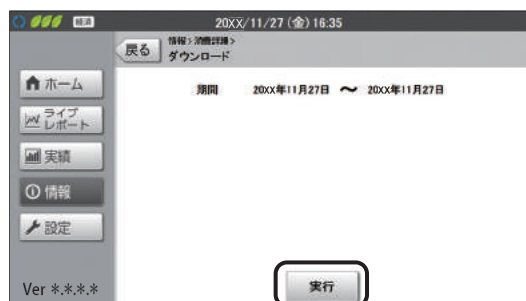 経済
20XX/11/27 (金) 16:35
戻る
情報>消費詳細>
ダウンロード
ホーム
ライブ
レポート
実績
情報
設定
期間 20XX年11月27日 〜 20XX年11月27日
実行
Ver *.*.*.*